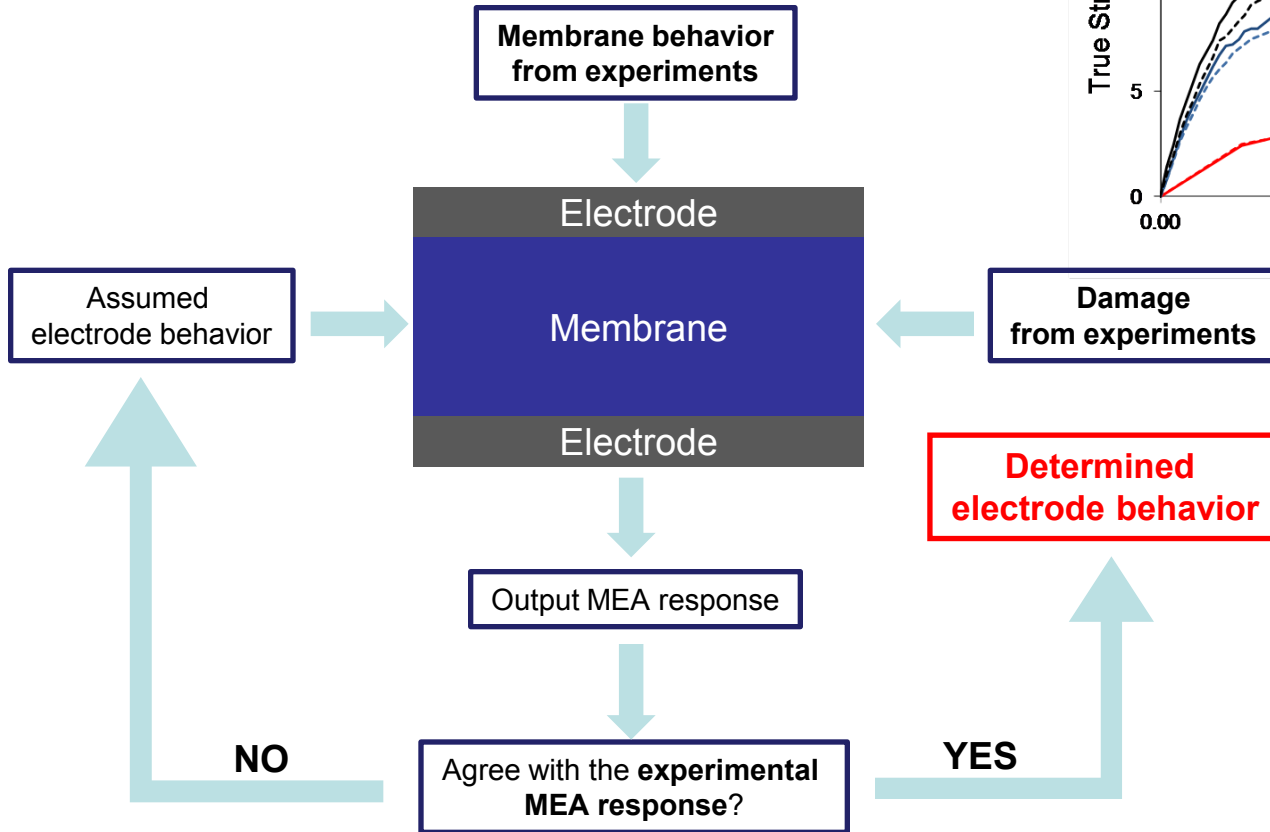 Membrane behavior
from experiments
True
5
0
0.00
Electrode
Membrane
Electrode
Assumed
electrode behavior
Damage
from experiments
Determined
electrode behavior
Output MEA response
NO
YES
Agree with the experimental
MEA response?